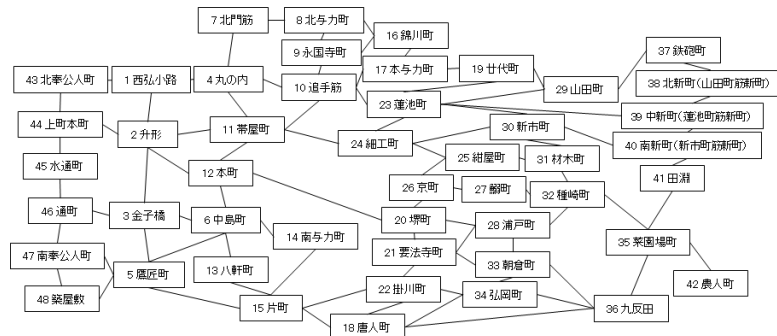 7 北門筋
8 北与力町
16 錦川町
37 鉄砲町
9 永国寺町
17 本与力町
19 廿代町
43 北奉公人町
1 西弘小路
4 丸の内
38 北新町(山田町筋新町)
10 追手筋
29 山田町
23 蓮池町
39 中新町(蓮池町筋新町)
44 上町本町
2 升形
11 帯屋町
30 新市町
24 細工町
40 南新町(新市町筋新町)
25 紺屋町
31 材木町
45 水通町
12 本町
41 田淵
26 京町
27 鬮町
32 種崎町
46 通町
3 金子橋
6 中島町
20 堺町
28 浦戸町
14 南与力町
35 菜園場町
47 南奉公人町
21 要法寺町
5 鷹匠町
13 八軒町
33 朝倉町
42 農人町
22 掛川町
34 弘岡町
48 築屋敷
15 片町
36 九反田
18 唐人町